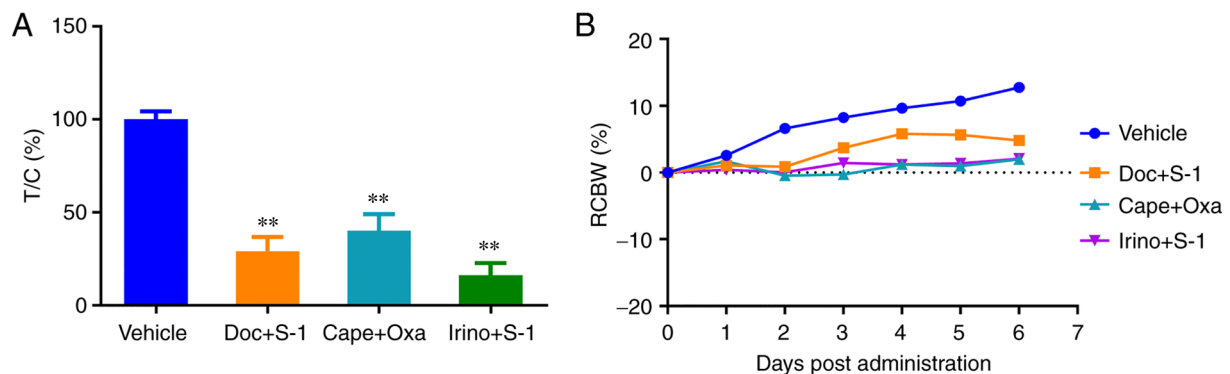 A
T/C (%)
150
100
50
0
**
**
**
Vehicle
Doc+S-1
Cape+Oxa
Irino+S-1
B
RCBW (%)
20
10
0
−10
−20
0 1 2 3 4 5 6 7
Days post administration
Vehicle
Doc+S-1
Cape+Oxa
Irino+S-1